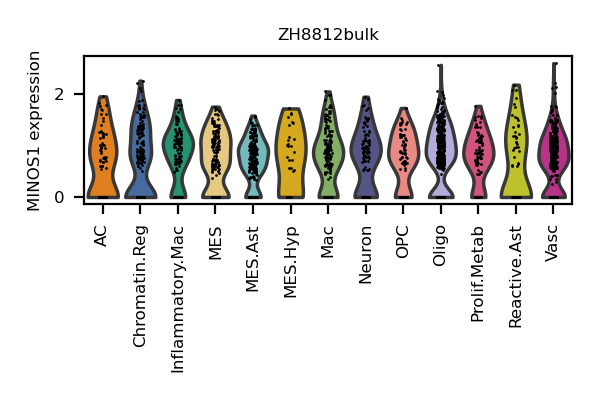 ZH8812bulk
MINOS1 expression
2
0
AC
Chromatin.Reg
Inflammatory.Mac
MES
MES.Ast
MES.Hyp
Mac
Neuron
OPC
Oligo
Prolif.Metab
Reactive.Ast
Vasc